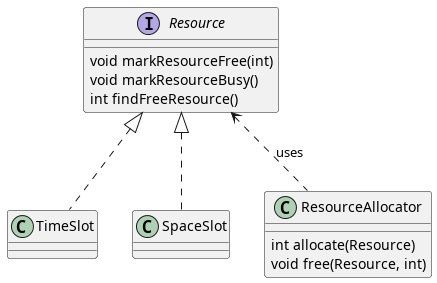 I Resource
void markResourceFree(int)
void markResourceBusy()
int findFreeResource()
uses
C TimeSlot
C SpaceSlot
C ResourceAllocator
int allocate(Resource)
void free(Resource, int)